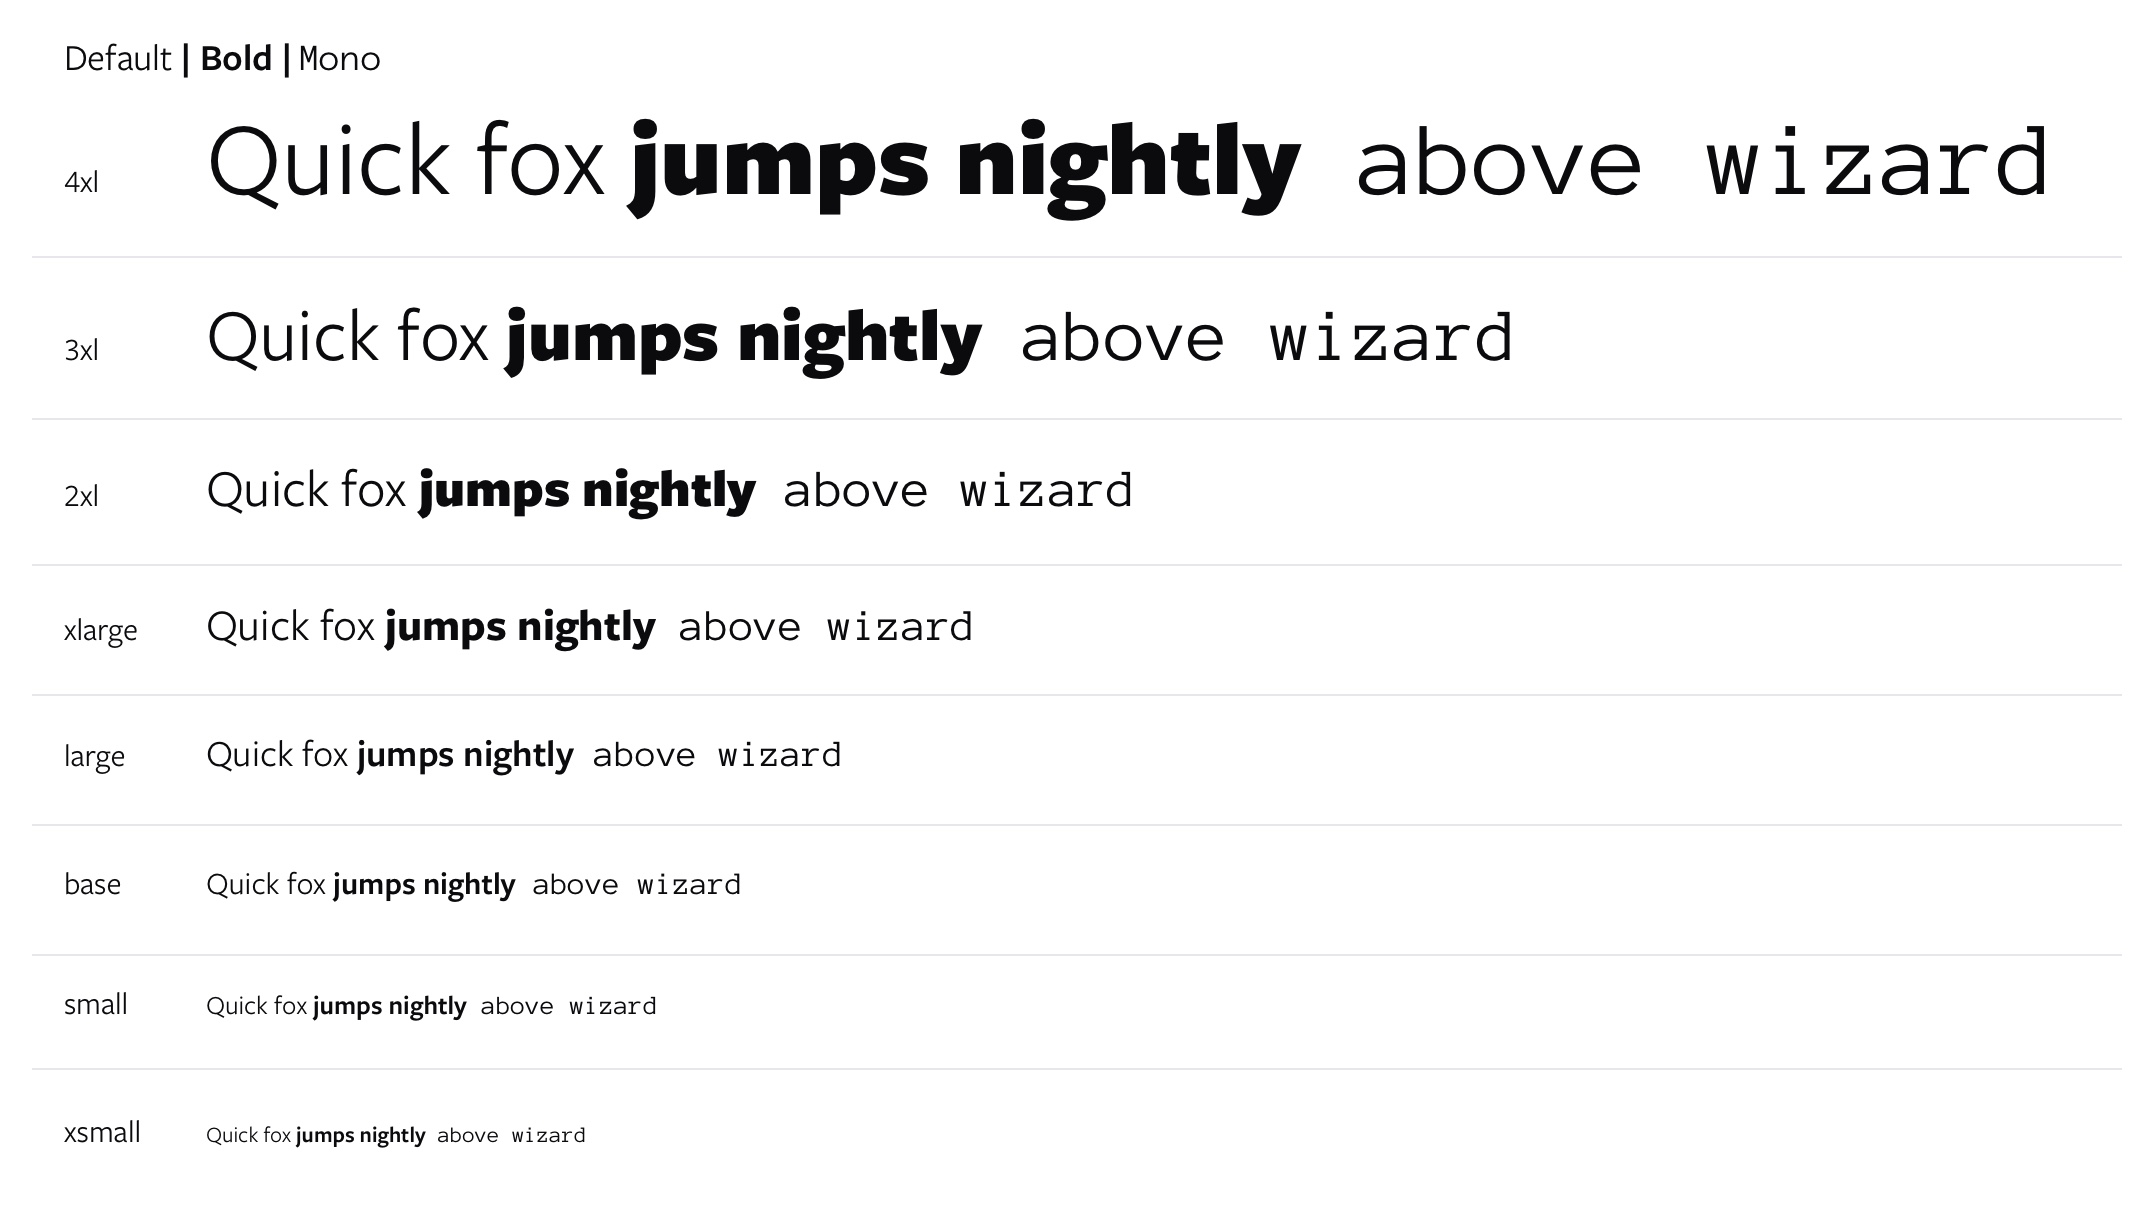 Default | Bold | Mono
4xl Quick fox jumps nightly above wizard
3xl Quick fox jumps nightly above wizard
2xl Quick fox jumps nightly above wizard
xlarge Quick fox jumps nightly above wizard
large Quick fox jumps nightly above wizard
base Quick fox jumps nightly above wizard
small Quick fox jumps nightly above wizard
xsmall Quick fox jumps nightly above wizard